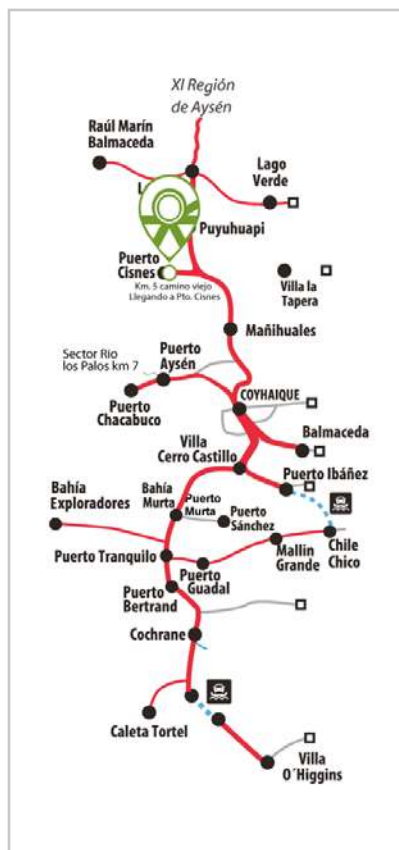 XI Región
de Aysén
Raúl Marín
Balmaceda
Lago
Verde
Puyuhuapi
Puerto
Cisnes
Km. 5 camino viejo
Llegando a Pto. Cisnes
Villa la
Tapera
Mañihuales
Sector Río
los Palos km 7
Puerto
Aysén
Puerto
Chacabuco
COYHAIQUE
Balmaceda
Villa
Cerro Castillo
Puerto Ibáñez
Bahía
Exploradores
Bahía
Murta
Puerto
Murta
Puerto
Sánchez
Mallin
Grande
Chile
Chico
Puerto Tranquilo
Puerto
Guadal
Puerto
Bertrand
Cochrane
Caleta Tortel
Villa
O´Higgins